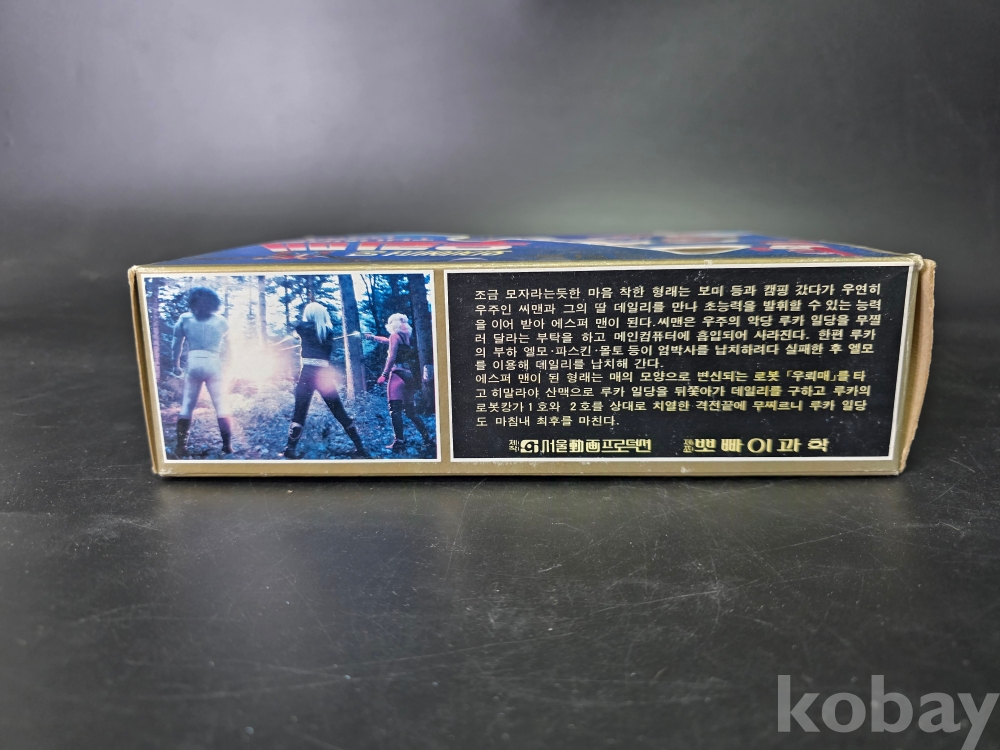 조금 모자라는듯한 마음 착한 형래는 보미 등과 캠핑 갔다가 우연히
우주인 씨맨과 그의 딸 데일리를 만나 초능력을 발휘할 수 있는 능력
을 이어 받아 에스퍼 맨이 된다. 씨맨은 우주의 악당 루카 일당을 무찔
러 달라는 부탁을 하고 메인컴퓨터에 흡입되어 사라진다. 한편 루카
의 부하 엘모·파스킨·몰토 등이 엄박사를 납치하려다 실패한 후 엘모
를 이용해 데일리를 납치해 간다.
에스퍼 맨이 된 형래는 매의 모양으로 변신되는 로봇 「우뢰매」를 타
고 히말라야 산맥으로 루카 일당을 뒤쫓아가 데일리를 구하고 루카의
로봇캉가 1호와 2호를 상대로 치열한 격전끝에 무찌르니 루카 일당
도 마침내 최후를 마친다.
제작 서울動画프로덕션 뽀빠이과학
kobay